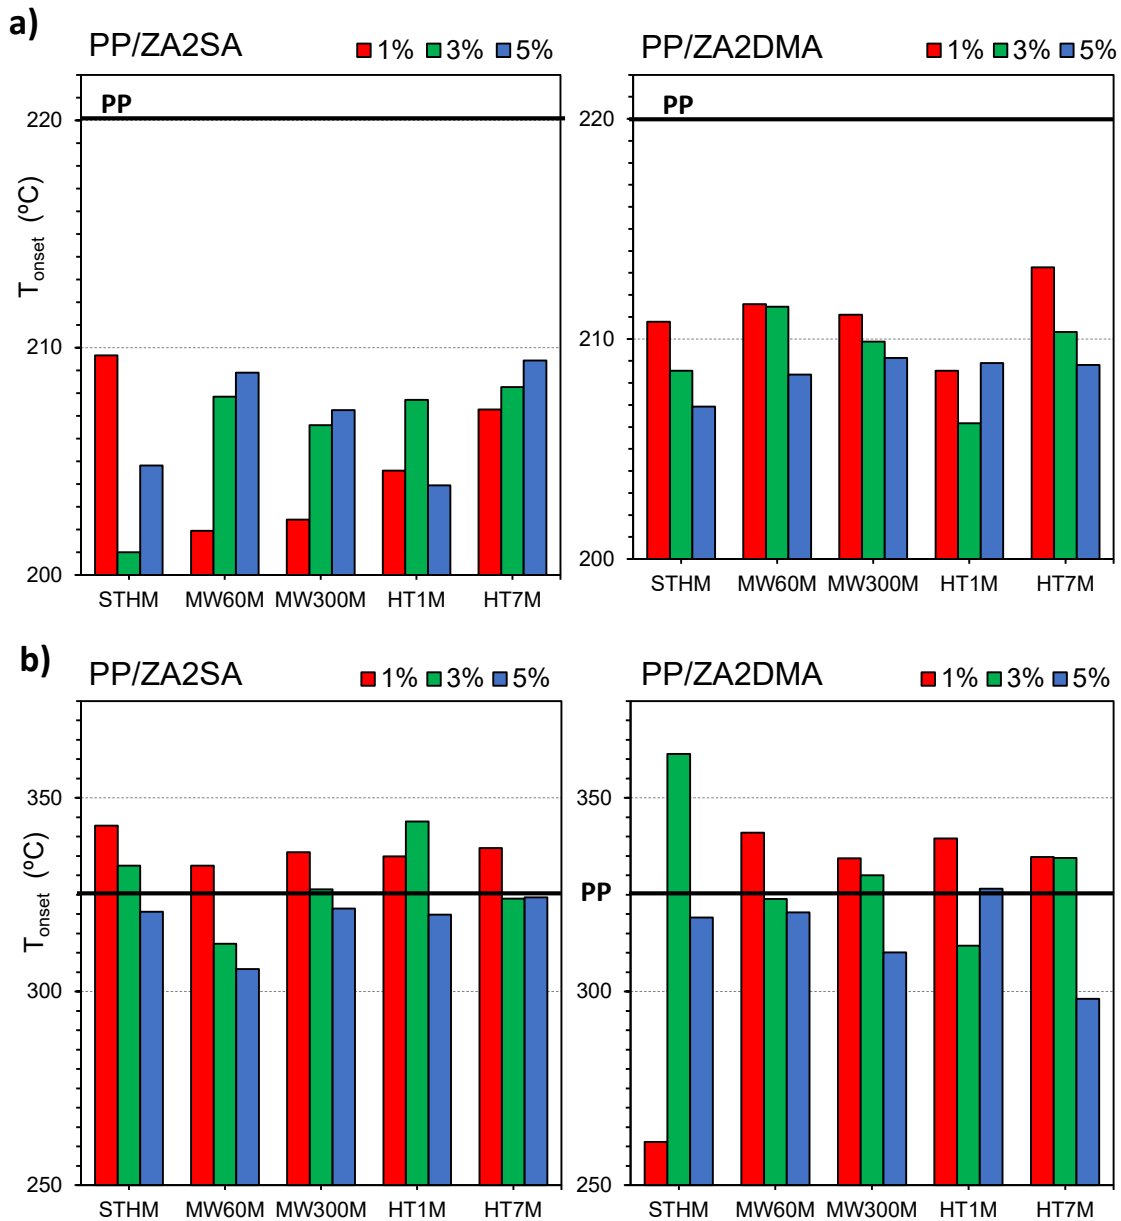 a)
PP/ZA2SA
1% 3% 5%
PP
220
210
200
Tonset (ºC)
STHM MW60M MW300M HT1M HT7M
PP/ZA2DMA
1% 3% 5%
PP
220
210
200
STHM MW60M MW300M HT1M HT7M
b)
PP/ZA2SA
1% 3% 5%
350
300
250
Tonset (ºC)
STHM MW60M MW300M HT1M HT7M
PP/ZA2DMA
1% 3% 5%
350
PP
300
250
STHM MW60M MW300M HT1M HT7M